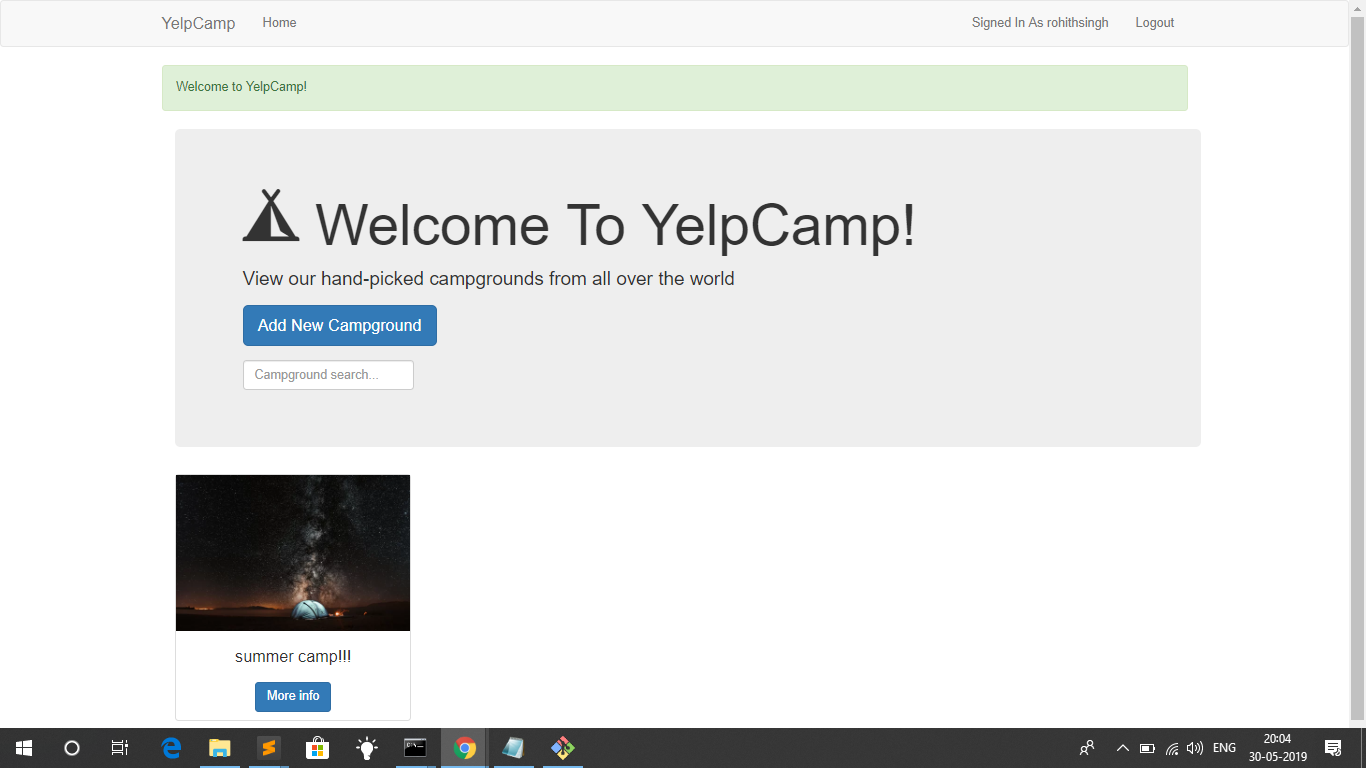 YelpCamp Home Signed In As rohithsingh Logout
Welcome to YelpCamp!
Welcome To YelpCamp!
View our hand-picked campgrounds from all over the world
Add New Campground
Campground search...
summer camp!!!
More info
ENG
20:04
30-05-2019